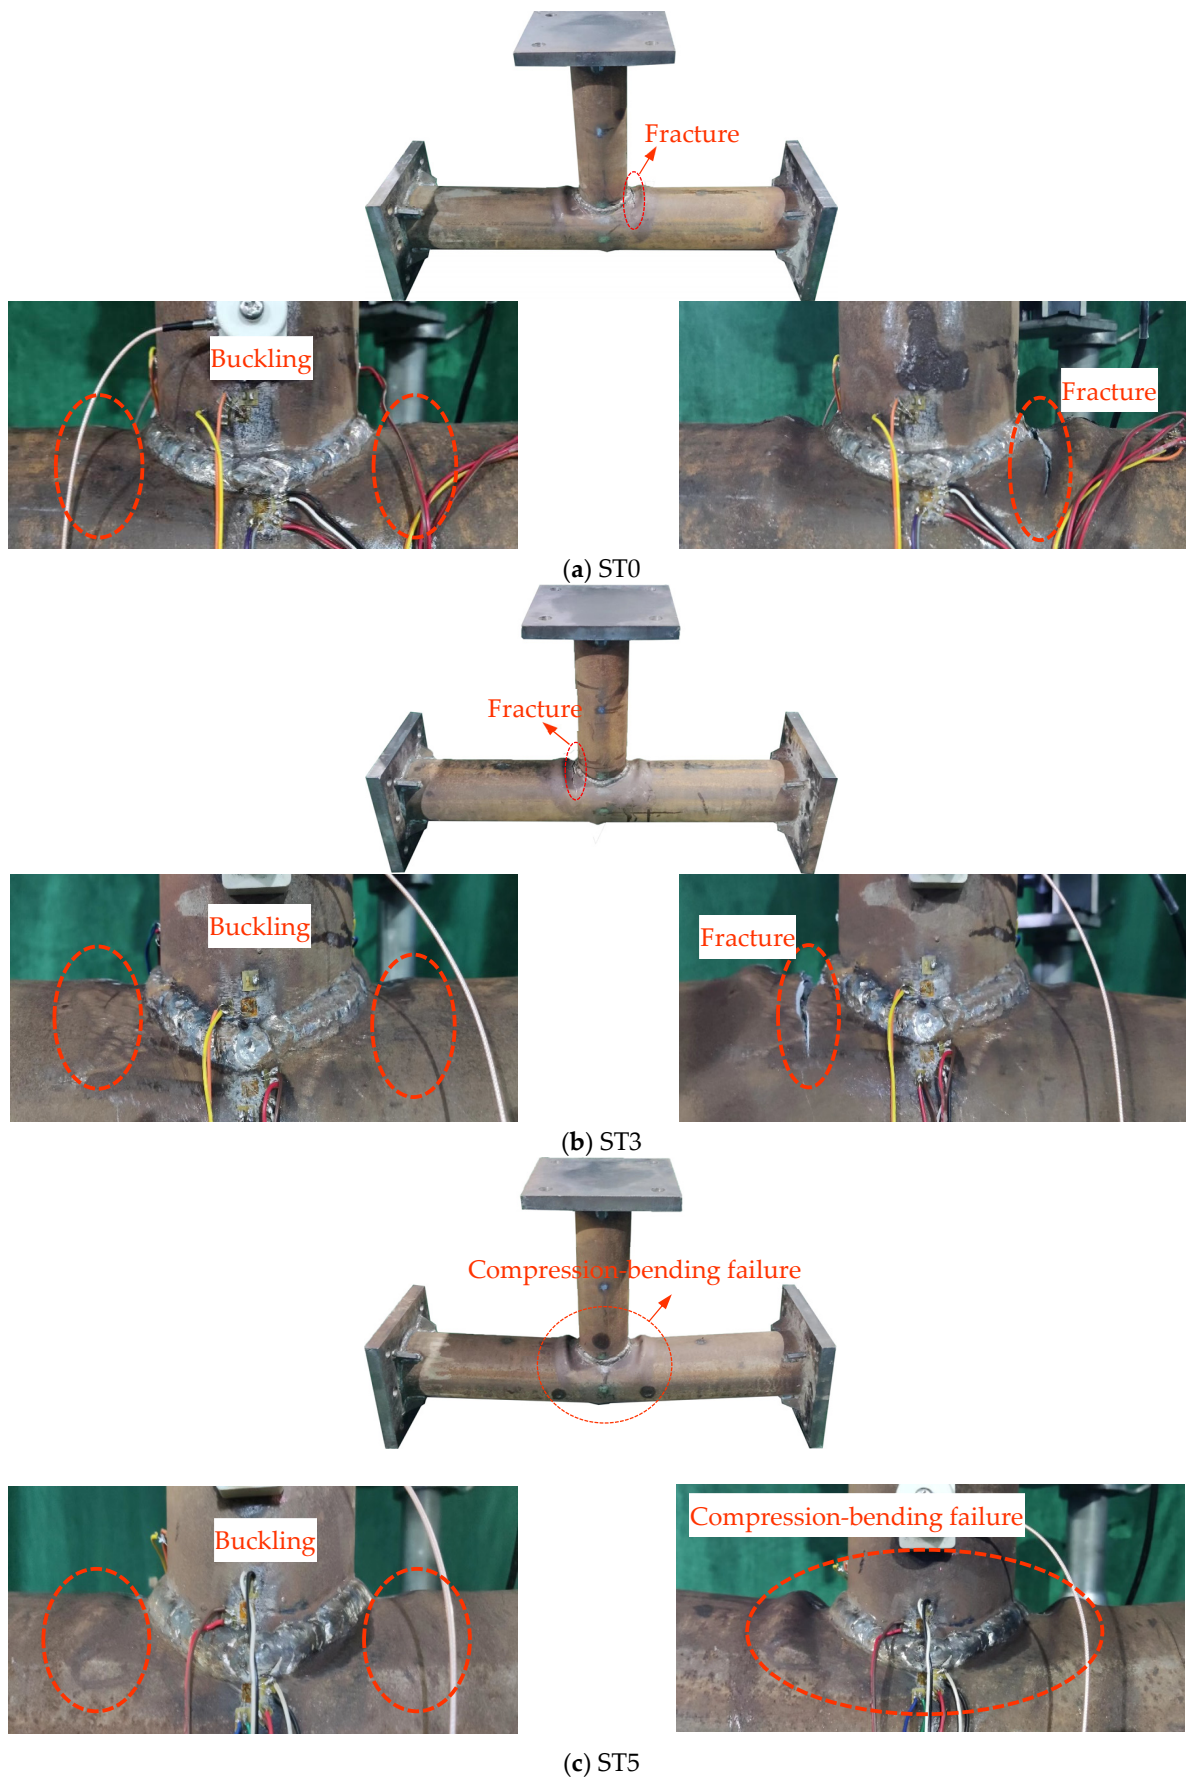 Fracture
Buckling
Fracture
(a) ST0
Fracture
Buckling
Fracture
(b) ST3
Compression-bending failure
Buckling
Compression-bending failure
(c) ST5